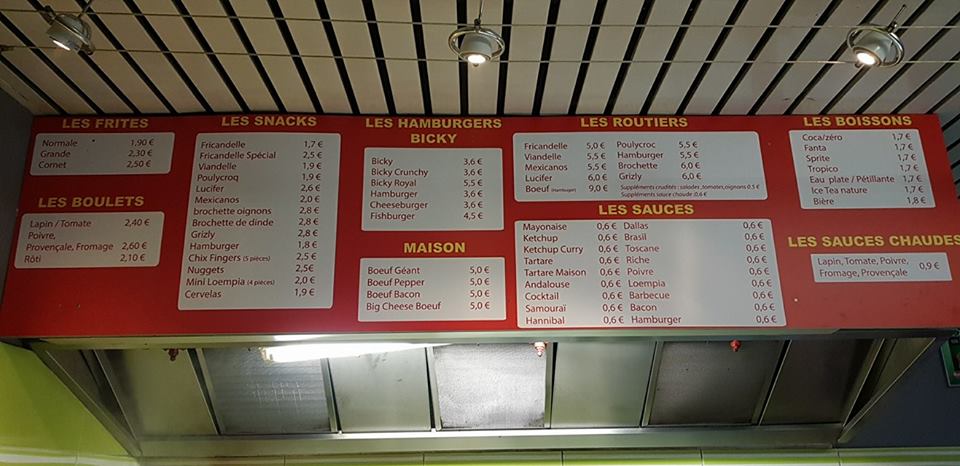 LES FRITES
Normale 1,90 €
Grande 2,30 €
Cornet 2,50 €
LES BOULETS
Lapin / Tomate 2,40 €
Poivre,
Provençale, Fromage 2,60 €
Rôti 2,10 €
LES SNACKS
Fricandelle 1,7 €
Fricandelle Spécial 2,5 €
Viandelle 1,9 €
Poulycroq 1,9 €
Lucifer 2,6 €
Mexicanos 2,0 €
brochette oignons 2,8 €
Brochette de dinde 2,8 €
Grizly 2,8 €
Hamburger 1,8 €
Chix Fingers (5 pièces) 2,5 €
Nuggets 2,5€
Mini Loempia (4 pièces) 2,0 €
Cervelas 1,9 €
LES HAMBURGERS
BICKY
Bicky 3,6 €
Bicky Crunchy 3,6 €
Bicky Royal 5,5 €
Hamburger 3,6 €
Cheeseburger 3,6 €
Fishburger 4,5 €
MAISON
Boeuf Géant 5,0 €
Boeuf Pepper 5,0 €
Boeuf Bacon 5,0 €
Big Cheese Boeuf 5,0 €
LES ROUTIERS
Fricandelle 5,0 €
Viandelle 5,5 €
Mexicanos 5,5 €
Lucifer 6,0 €
Boeuf (Hamburger) 9,0 €
Poulycroc 5,5 €
Hamburger 5,5 €
Brochette 6,0 €
Grizly 6,0 €
Suppléments crudités : salades ,tomates,oignons 0,5 €
Suppléments sauce chaude :0,6 €
LES SAUCES
Mayonaise 0,6 €
Ketchup 0,6 €
Ketchup Curry 0,6 €
Tartare 0,6 €
Tartare Maison 0,6 €
Andalouse 0,6 €
Cocktail 0,6 €
Samouraï 0,6 €
Hannibal 0,6 €
Dallas 0,6 €
Brasil 0,6 €
Toscane 0,6 €
Riche 0,6 €
Poivre 0,6 €
Loempia 0,6 €
Barbecue 0,6 €
Bacon 0,6 €
Hamburger 0,6 €
LES BOISSONS
Coca/zéro 1,7 €
Fanta 1,7 €
Sprite 1,7 €
Tropico 1,7 €
Eau plate / Pétillante 1,7 €
Ice Tea nature 1,7 €
Bière 1,8 €
LES SAUCES CHAUDES
Lapin, Tomate, Poivre,
Fromage, Provençale 0,9 €